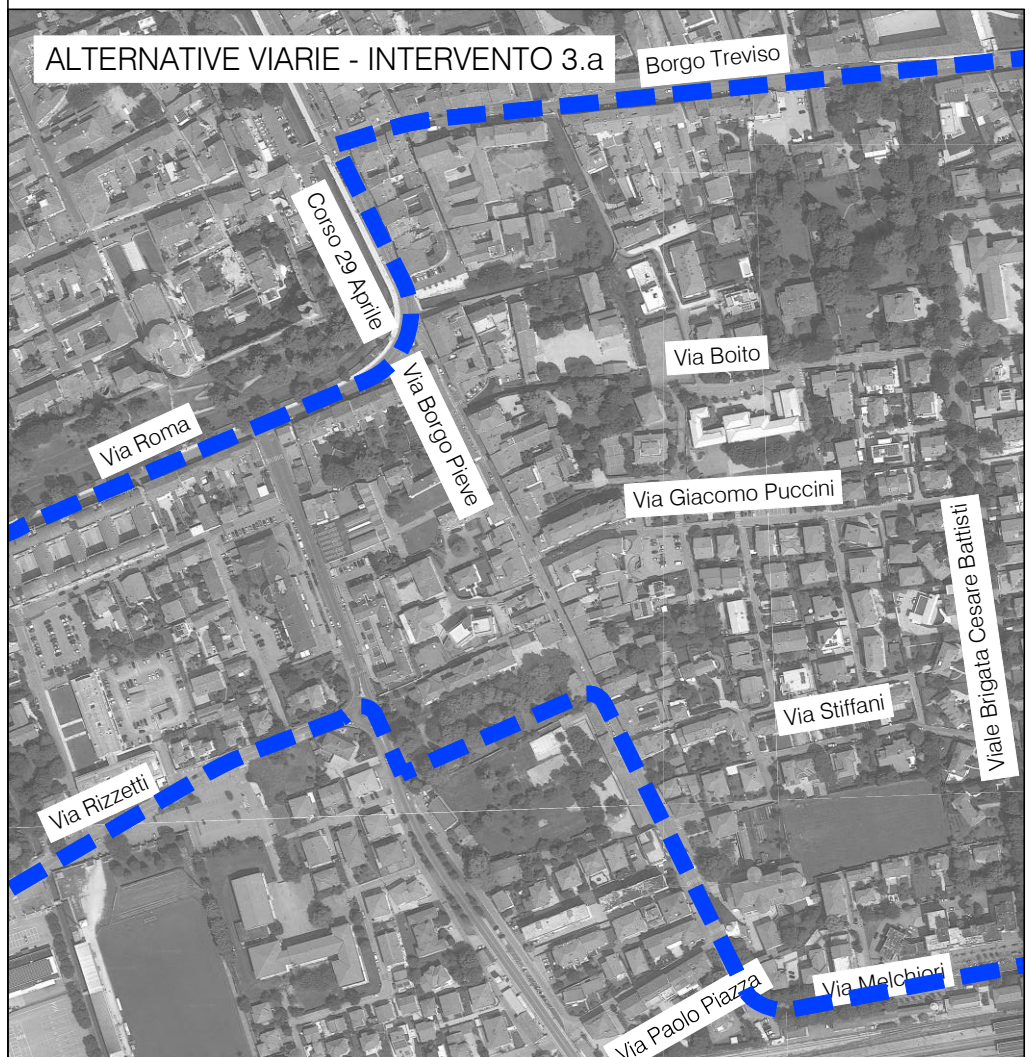 ALTERNATIVE VIARIE - INTERVENTO 3.a
Borgo Treviso
Corso 29 Aprile
Via Boito
Via Roma
Via Borgo Pieve
Via Giacomo Puccini
Viale Brigata Cesare Battisti
Via Stiffani
Via Rizzetti
Via Melchiori
Via Paolo Piazza